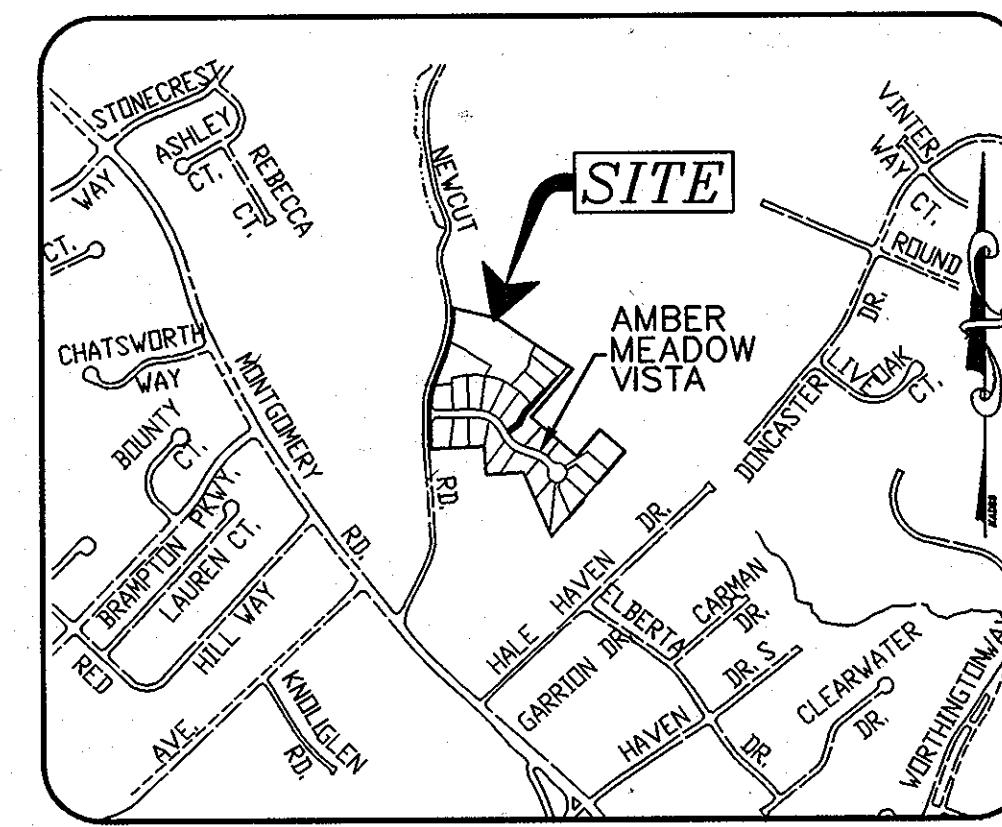 STONECREST
WAY
ASHLEY
CT.
REBECCA
CT.
CT.
NEWCUT
RD.
SITE
VINTER
WAY
CT.
ROUND
DR.
LIVEOAK
CT.
DONCASTER
AMBER
MEADOW
VISTA
CHATSWORTH
WAY
MONTGOMERY
RD.
BOUNTY
CT.
BRAMPTON PKWY.
LAUREN CT.
RED
HILL WAY
AVE.
KNOLLGLEN
RD.
HALE HAVEN DR.
ELBERTA
DR.
CARMAN
DR.
GARRION DR.
HAVEN
DR. S
CLEARWATER
DR.
WORTHINGTON WAY